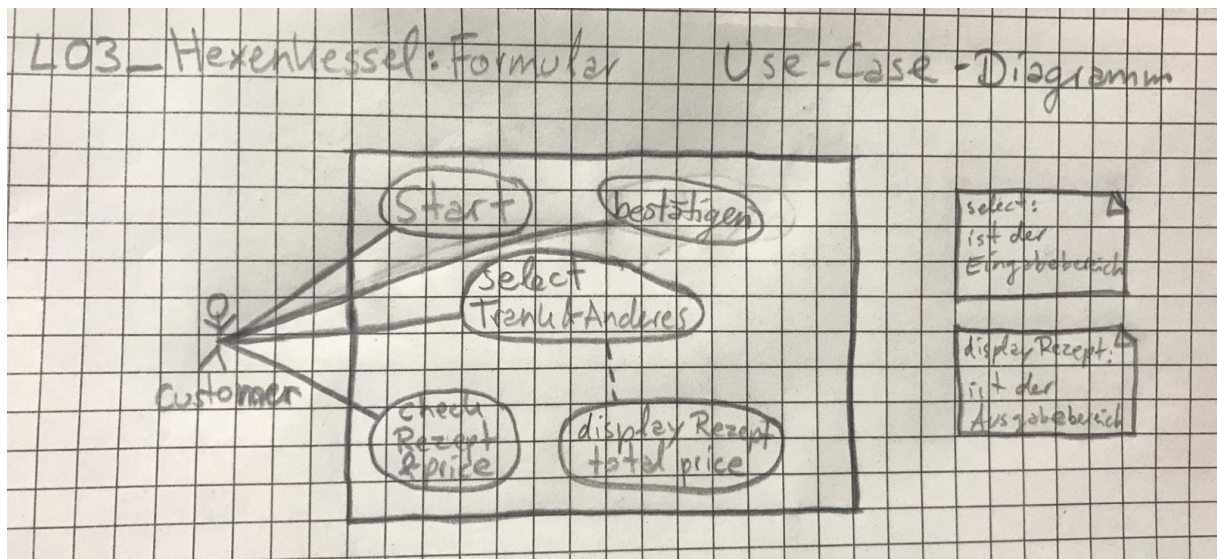 L03_Hexenkessel: Formular Use-Case-Diagramm
Start
bestätigen
select
Trank & Anderes
Customer
check
Rezept
& price
display Rezept
total price
select:
ist der
Eingabebereich
display Rezept:
ist der
Ausgabebereich